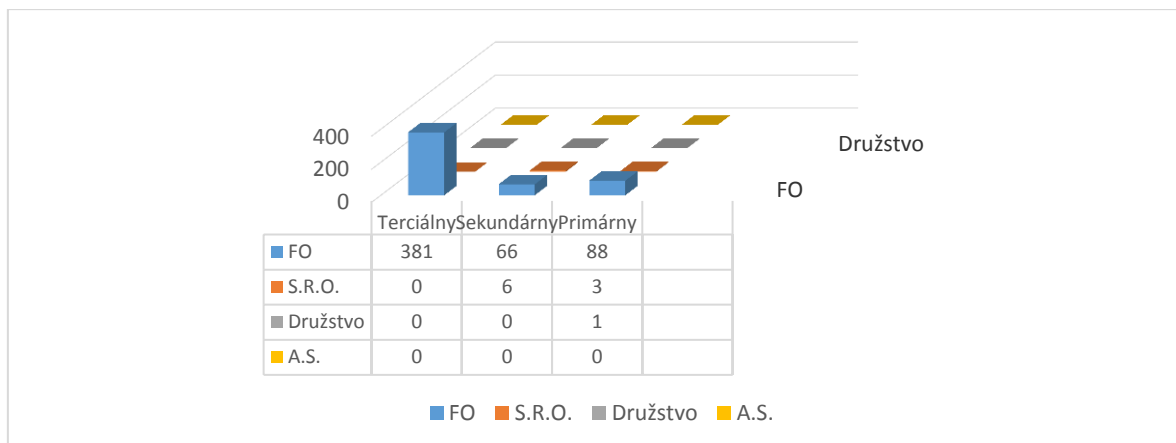 400
200
0
Družstvo
FO
Terciálny Sekundárny Primárny
FO 381 66 88
S.R.O. 0 6 3
Družstvo 0 0 1
A.S. 0 0 0
FO S.R.O. Družstvo A.S.